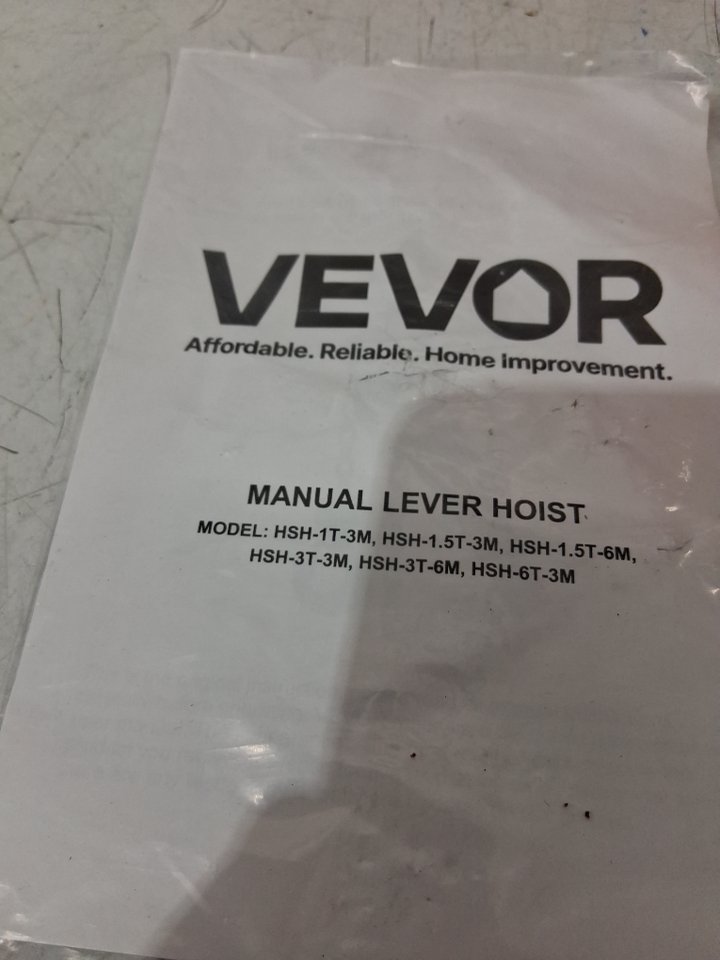 VEVOR
Affordable. Reliable. Home Improvement.
MANUAL LEVER HOIST
MODEL: HSH-1T-3M, HSH-1.5T-3M, HSH-1.5T-6M,
HSH-3T-3M, HSH-3T-6M, HSH-6T-3M